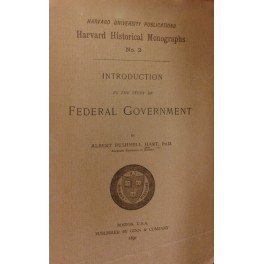 HARVARD UNIVERSITY PUBLICATIONS
Harvard Historical Monographs
No. 2
INTRODUCTION
TO THE STUDY OF
FEDERAL GOVERNMENT
BY
ALBERT BUSHNELL HART, PH.D.
BOSTON, U.S.A.
PUBLISHED BY GINN & COMPANY